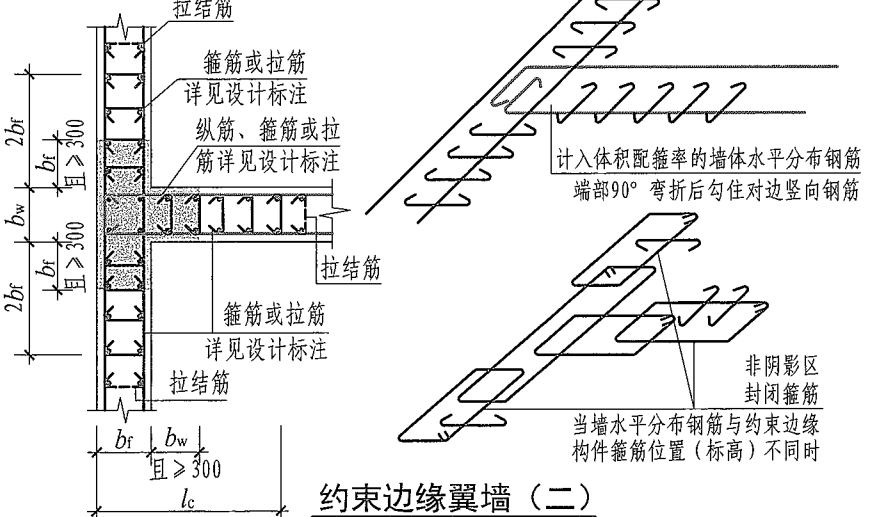 拉结筋
箍筋或拉筋
详见设计标注
纵筋、箍筋或拉
筋详见设计标注
2bf
bf
且≥300
bw
bf
且≥300
2bf
拉结筋
箍筋或拉筋
详见设计标注
拉结筋
bf
bw
且≥300
lc
计入体积配箍率的墙体水平分布钢筋
端部90°弯折后勾住对边竖向钢筋
非阴影区
封闭箍筋
当墙水平分布钢筋与约束边缘
构件箍筋位置（标高）不同时
约束边缘翼墙（二）